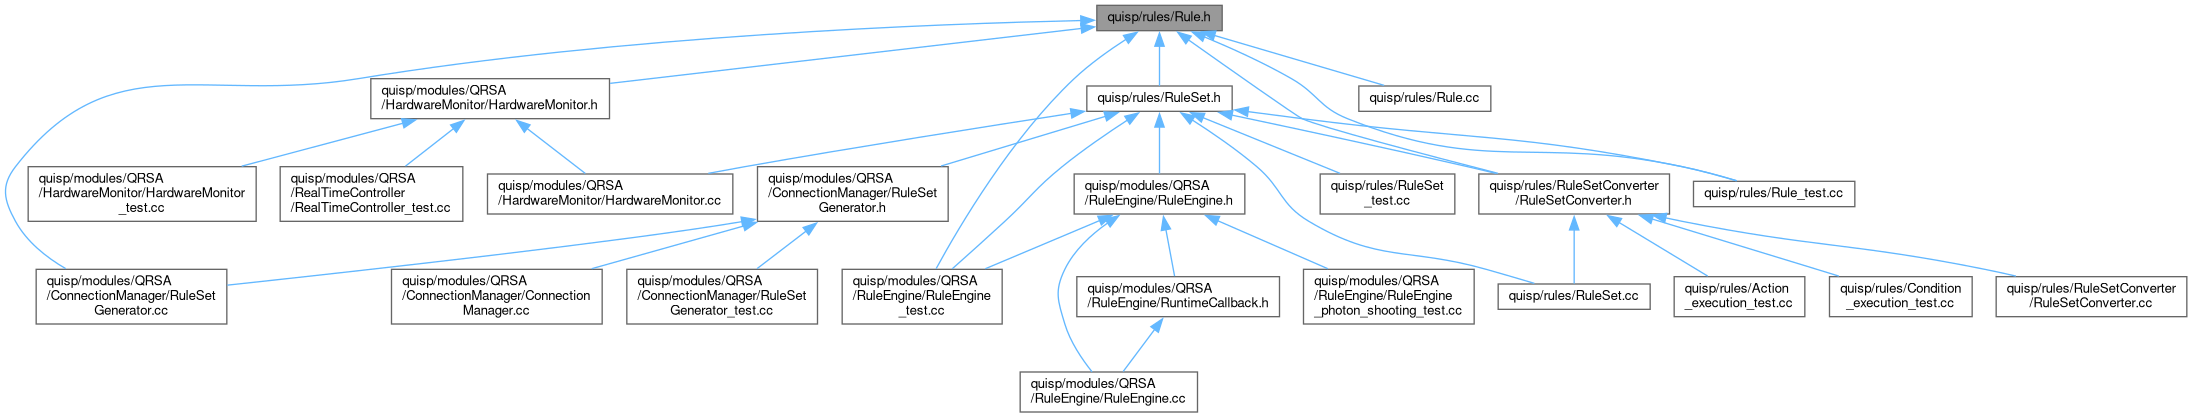 quisp/rules/Rule.h
quisp/modules/QRSA
/HardwareMonitor/HardwareMonitor.h
quisp/rules/RuleSet.h
quisp/rules/Rule.cc
quisp/modules/QRSA
/HardwareMonitor/HardwareMonitor
_test.cc
quisp/modules/QRSA
/RealTimeController
/RealTimeController_test.cc
quisp/modules/QRSA
/HardwareMonitor/HardwareMonitor.cc
quisp/modules/QRSA
/ConnectionManager/RuleSet
Generator.h
quisp/modules/QRSA
/RuleEngine/RuleEngine.h
quisp/rules/RuleSet
_test.cc
quisp/rules/RuleSetConverter
/RuleSetConverter.h
quisp/rules/Rule_test.cc
quisp/modules/QRSA
/ConnectionManager/RuleSet
Generator.cc
quisp/modules/QRSA
/ConnectionManager/Connection
Manager.cc
quisp/modules/QRSA
/ConnectionManager/RuleSet
Generator_test.cc
quisp/modules/QRSA
/RuleEngine/RuleEngine
_test.cc
quisp/modules/QRSA
/RuleEngine/RuntimeCallback.h
quisp/modules/QRSA
/RuleEngine/RuleEngine
_photon_shooting_test.cc
quisp/rules/RuleSet.cc
quisp/rules/Action
_execution_test.cc
quisp/rules/Condition
_execution_test.cc
quisp/rules/RuleSetConverter
/RuleSetConverter.cc
quisp/modules/QRSA
/RuleEngine/RuleEngine.cc